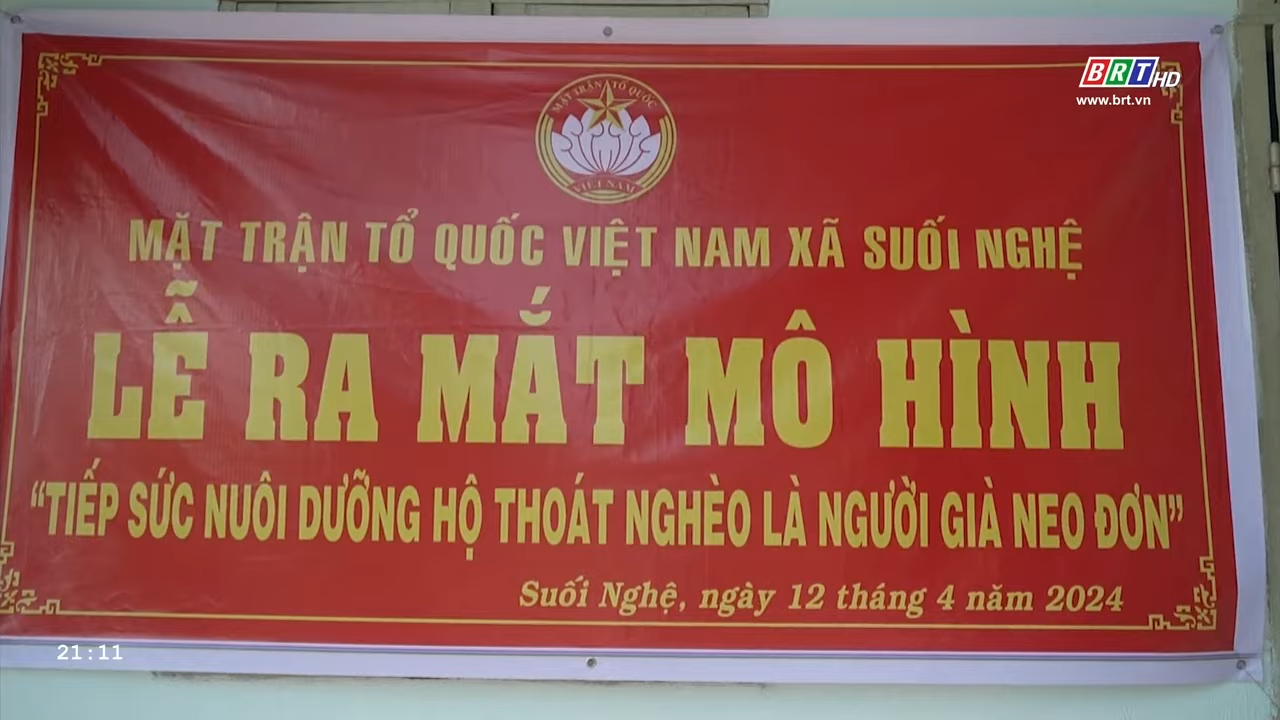 BRT HD
www.brt.vn
MẶT TRẬN TỔ QUỐC
VIỆT NAM
MẶT TRẬN TỔ QUỐC VIỆT NAM XÃ SUỐI NGHỆ
LỄ RA MẮT MÔ HÌNH
“TIẾP SỨC NUÔI DƯỠNG HỘ THOÁT NGHÈO LÀ NGƯỜI GIÀ NEO ĐƠN”
Suối Nghệ, ngày 12 tháng 4 năm 2024
21:11